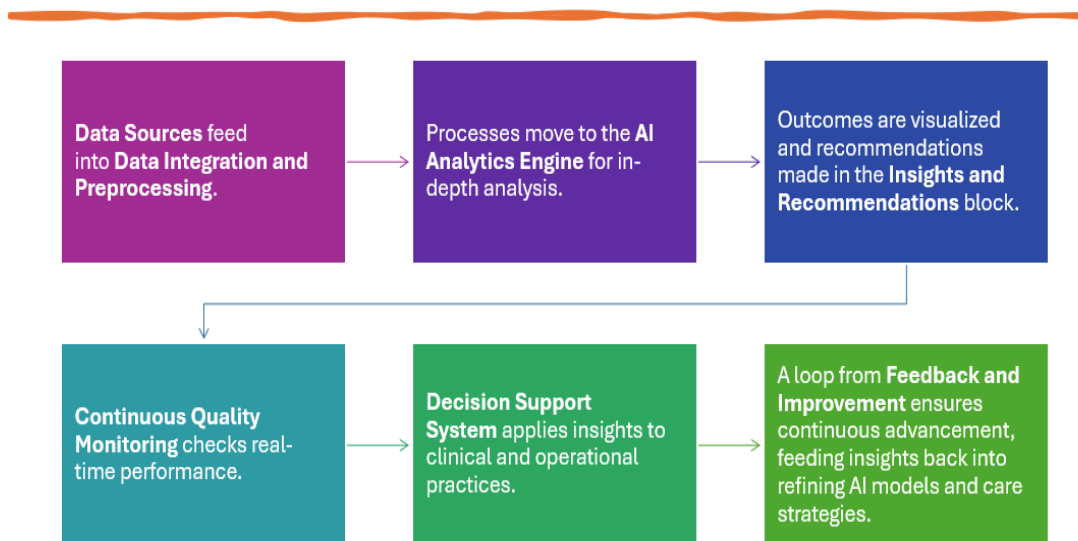 Data Sources feed
into Data Integration and
Preprocessing.
Processes move to the AI
Analytics Engine for in-
depth analysis.
Outcomes are visualized
and recommendations
made in the Insights and
Recommendations block.
Continuous Quality
Monitoring checks real-
time performance.
Decision Support
System applies insights to
clinical and operational
practices.
A loop from Feedback and
Improvement ensures
continuous advancement,
feeding insights back into
refining AI models and care
strategies.